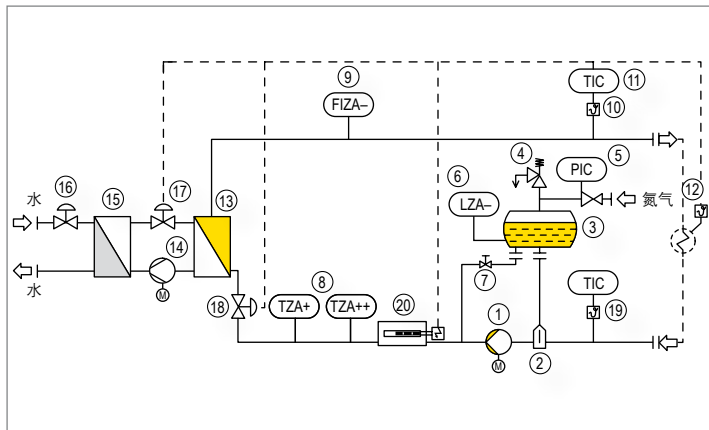 9
FIZA–
TIC
11
10
4
PIC
5
6
LZA–
氮气
12
3
水
16
15
17
13
14
水
M
7
18
8
TZA+
TZA++
20
1
M
2
TIC
19